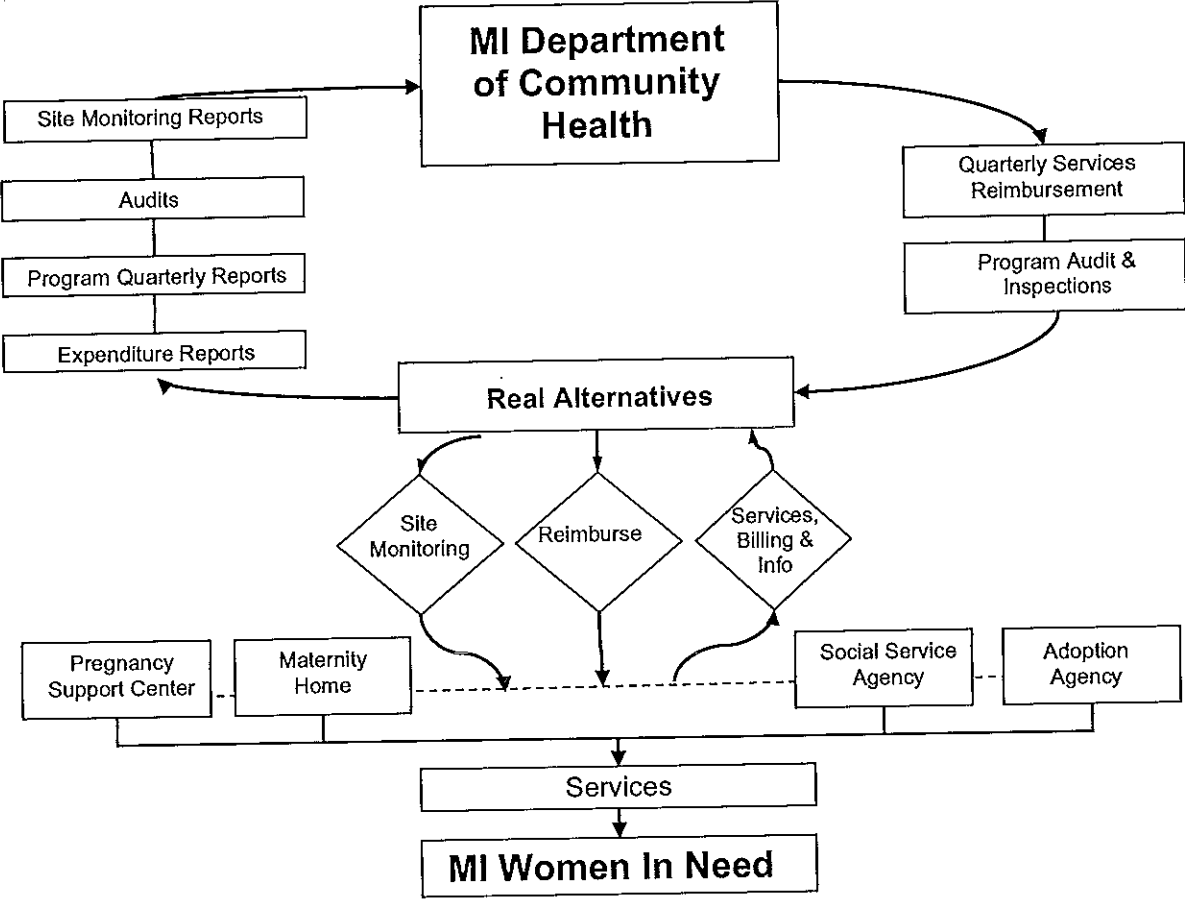 MI Department
of Community
Health
Site Monitoring Reports
Audits
Program Quarterly Reports
Expenditure Reports
Quarterly Services
Reimbursement
Program Audit &
Inspections
Real Alternatives
Site
Monitoring
Reimburse
Services,
Billing &
Info
Pregnancy
Support Center
Maternity
Home
Social Service
Agency
Adoption
Agency
Services
MI Women In Need